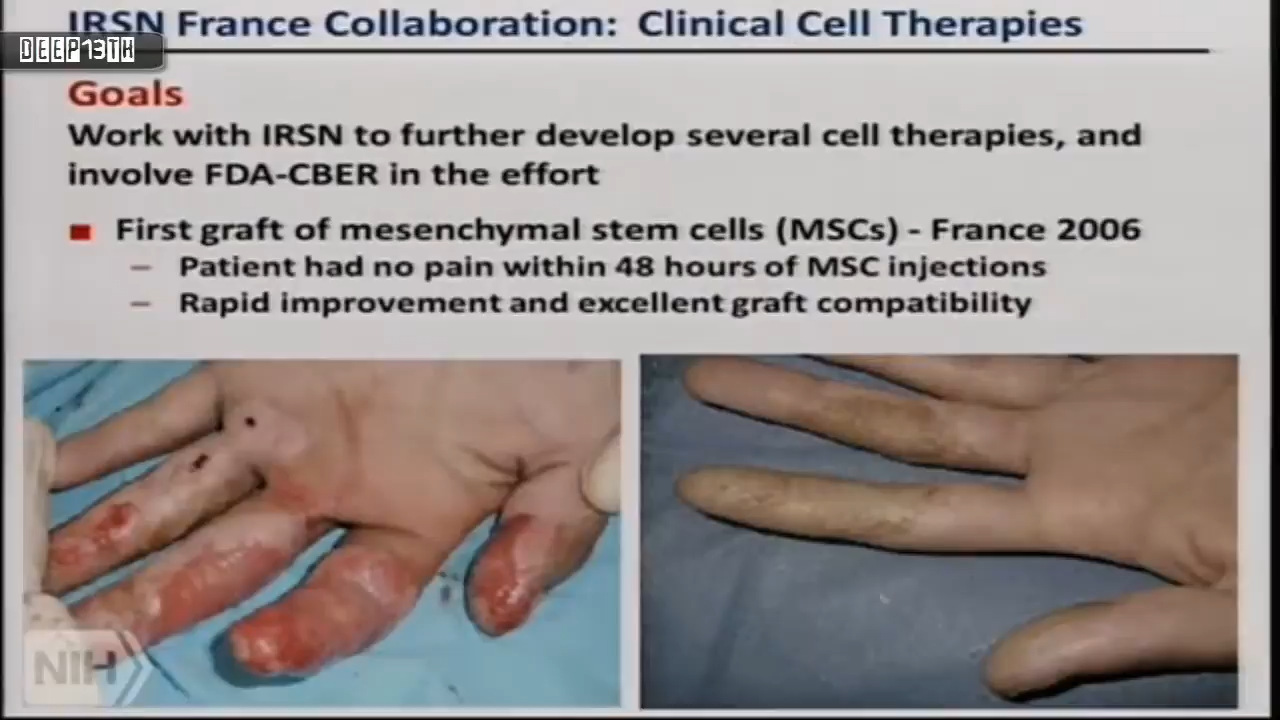 IRSN France Collaboration: Clinical Cell Therapies
DEEP13TH
Goals
Work with IRSN to further develop several cell therapies, and
involve FDA-CBER in the effort
First graft of mesenchymal stem cells (MSCs) - France 2006
– Patient had no pain within 48 hours of MSC injections
– Rapid improvement and excellent graft compatibility
NIH